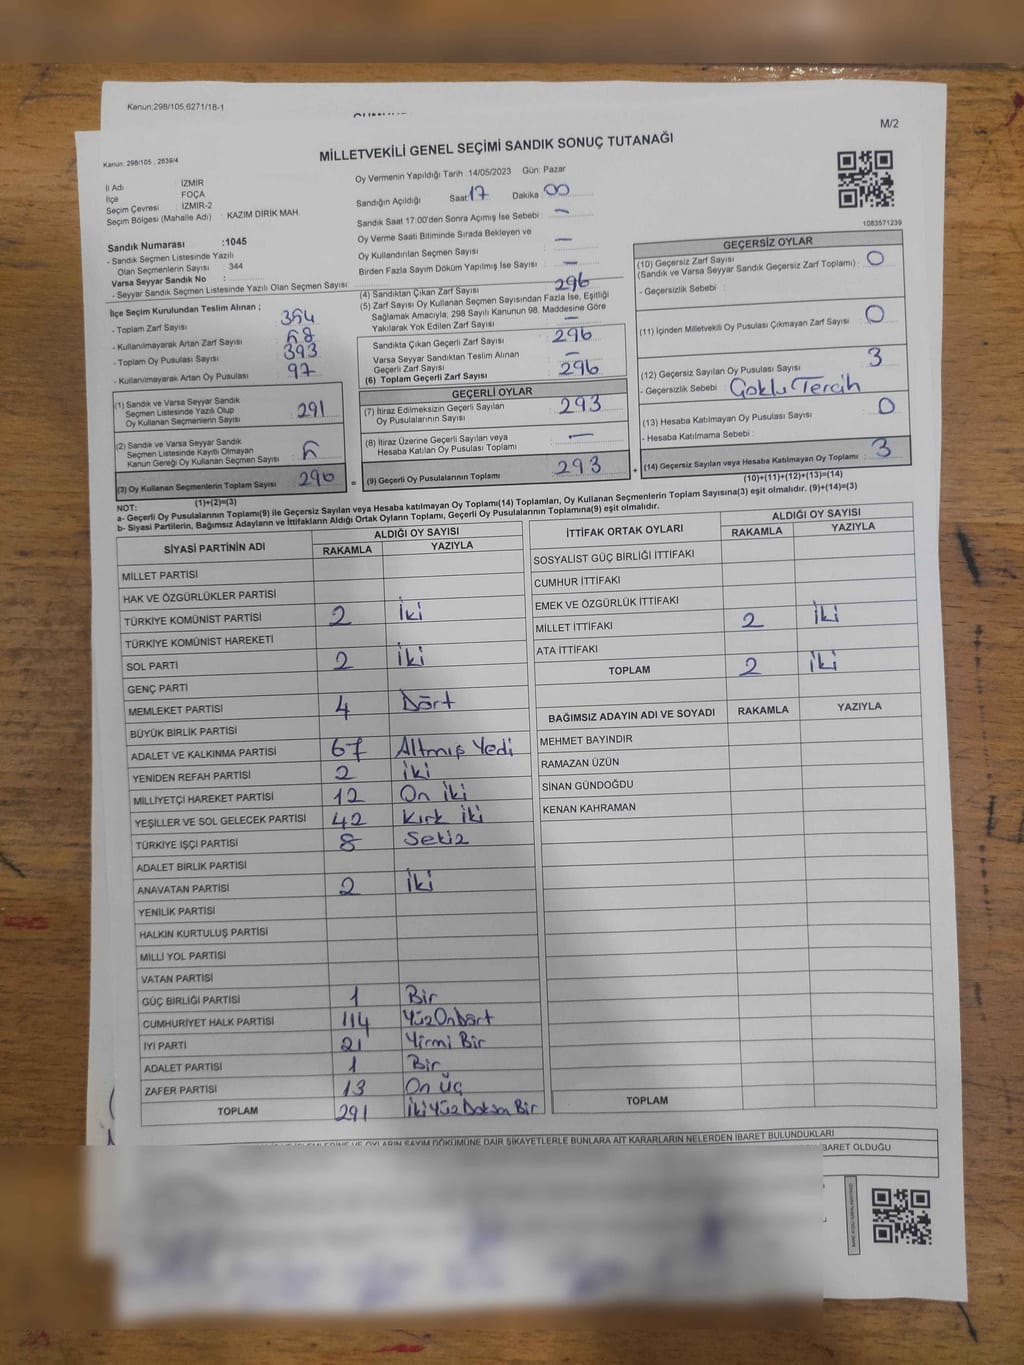 Kanun:298/105,6271/18-1
M/2
Kanun: 298/105 , 2839/4
MİLLETVEKİLİ GENEL SEÇİMİ SANDIK SONUÇ TUTANAĞI
İl Adı : İZMİR
İlçe : FOÇA
Seçim Çevresi : İZMİR-2
Seçim Bölgesi (Mahalle Adı) : KAZIM DİRİK MAH.
Sandık Numarası :1045
- Sandık Seçmen Listesinde Yazılı
Olan Seçmenlerin Sayısı : 344
Varsa Seyyar Sandık No :
- Seyyar Sandık Seçmen Listesinde Yazılı Olan Seçmen Sayısı:
Oy Vermenin Yapıldığı Tarih :14/05/2023 Gün: Pazar
Sandığın Açıldığı Saat:17 Dakika:00
Sandık Saat 17:00'den Sonra Açılmış İse Sebebi : —
Oy Verme Saati Bitiminde Sırada Bekleyen ve
Oy Kullandırılan Seçmen Sayısı : —
Birden Fazla Sayım Döküm Yapılmış İse Sayısı : —
1083571239
İlçe Seçim Kurulundan Teslim Alınan ;
- Toplam Zarf Sayısı :
- Kullanılmayarak Artan Zarf Sayısı :
- Toplam Oy Pusulası Sayısı : 393
- Kullanılmayarak Artan Oy Pusulası : 97
(1) Sandık ve Varsa Seyyar Sandık
Seçmen Listesinde Yazılı Olup
Oy Kullanan Seçmenlerin Sayısı : 291
(2) Sandık ve Varsa Seyyar Sandık
Seçmen Listesinde Kayıtlı Olmayan
Kanun Gereği Oy Kullanan Seçmen Sayısı :
(3) Oy Kullanan Seçmenlerin Toplam Sayısı : 296
(1)+(2)=(3)
(4) Sandıktan Çıkan Zarf Sayısı : 296
(5) Zarf Sayısı Oy Kullanan Seçmen Sayısından Fazla İse, Eşitliği
Sağlamak Amacıyla, 298 Sayılı Kanunun 98. Maddesine Göre
Yakılarak Yok Edilen Zarf Sayısı : —
Sandıkta Çıkan Geçerli Zarf Sayısı : 296
Varsa Seyyar Sandıktan Teslim Alınan
Geçerli Zarf Sayısı : —
(6) Toplam Geçerli Zarf Sayısı : 296
GEÇERLİ OYLAR
(7) İtiraz Edilmeksizin Geçerli Sayılan
Oy Pusulalarının Sayısı : 293
(8) İtiraz Üzerine Geçerli Sayılan veya
Hesaba Katılan Oy Pusulası Toplamı : —
= (9) Geçerli Oy Pusulalarının Toplamı : 293 +
GEÇERSİZ OYLAR
(10) Geçersiz Zarf Sayısı
(Sandık ve Varsa Seyyar Sandık Geçersiz Zarf Toplamı) : 0
- Geçersizlik Sebebi :
(11) İçinden Milletvekili Oy Pusulası Çıkmayan Zarf Sayısı : 0
(12) Geçersiz Sayılan Oy Pusulası Sayısı : 3
- Geçersizlik Sebebi : Çoklu Tercih
(13) Hesaba Katılmayan Oy Pusulası Sayısı : 0
- Hesaba Katılmama Sebebi :
(14) Geçersiz Sayılan veya Hesaba Katılmayan Oy Toplamı : 3
(10)+(11)+(12)+(13)=(14)
NOT:
a- Geçerli Oy Pusulalarının Toplamı(9) ile Geçersiz Sayılan veya Hesaba katılmayan Oy Toplamı(14) Toplamları, Oy Kullanan Seçmenlerin Toplam Sayısına(3) eşit olmalıdır. (9)+(14)=(3)
b- Siyasi Partilerin, Bağımsız Adayların ve İttifakların Aldığı Ortak Oyların Toplamı, Geçerli Oy Pusulalarının Toplamına(9) eşit olmalıdır.
SİYASİ PARTİNİN ADI ALDIĞI OY SAYISI
RAKAMLA YAZIYLA
MİLLET PARTİSİ
HAK VE ÖZGÜRLÜKLER PARTİSİ
TÜRKİYE KOMÜNİST PARTİSİ 2 İki
TÜRKİYE KOMÜNİST HAREKETİ
SOL PARTİ 2 İki
GENÇ PARTİ
MEMLEKET PARTİSİ 4 Dört
BÜYÜK BİRLİK PARTİSİ
ADALET VE KALKINMA PARTİSİ 67 Altmış Yedi
YENİDEN REFAH PARTİSİ 2 İki
MİLLİYETÇİ HAREKET PARTİSİ 12 On İki
YEŞİLLER VE SOL GELECEK PARTİSİ 42 Kırk İki
TÜRKİYE İŞÇİ PARTİSİ 8 Sekiz
ADALET BİRLİK PARTİSİ
ANAVATAN PARTİSİ 2 İki
YENİLİK PARTİSİ
HALKIN KURTULUŞ PARTİSİ
MİLLİ YOL PARTİSİ
VATAN PARTİSİ
GÜÇ BİRLİĞİ PARTİSİ 1 Bir
CUMHURİYET HALK PARTİSİ 114 YüzOndört
İYİ PARTİ 21 Yirmi Bir
ADALET PARTİSİ 1 Bir
ZAFER PARTİSİ 13 On Üç
TOPLAM 291 İkiYüzDoksan Bir
İTTİFAK ORTAK OYLARI ALDIĞI OY SAYISI
RAKAMLA YAZIYLA
SOSYALİST GÜÇ BİRLİĞİ İTTİFAKI
CUMHUR İTTİFAKI
EMEK VE ÖZGÜRLÜK İTTİFAKI
MİLLET İTTİFAKI 2 İki
ATA İTTİFAKI
TOPLAM 2 İki
BAĞIMSIZ ADAYIN ADI VE SOYADI RAKAMLA YAZIYLA
MEHMET BAYINDIR
RAMAZAN ÜZÜN
SİNAN GÜNDOĞDU
KENAN KAHRAMAN
TOPLAM
OYLARIN SAYIM DÖKÜMÜNE DAİR ŞİKAYETLERLE BUNLARA AİT KARARLARIN NELERDEN İBARET BULUNDUKLARI
İBARET OLDUĞU